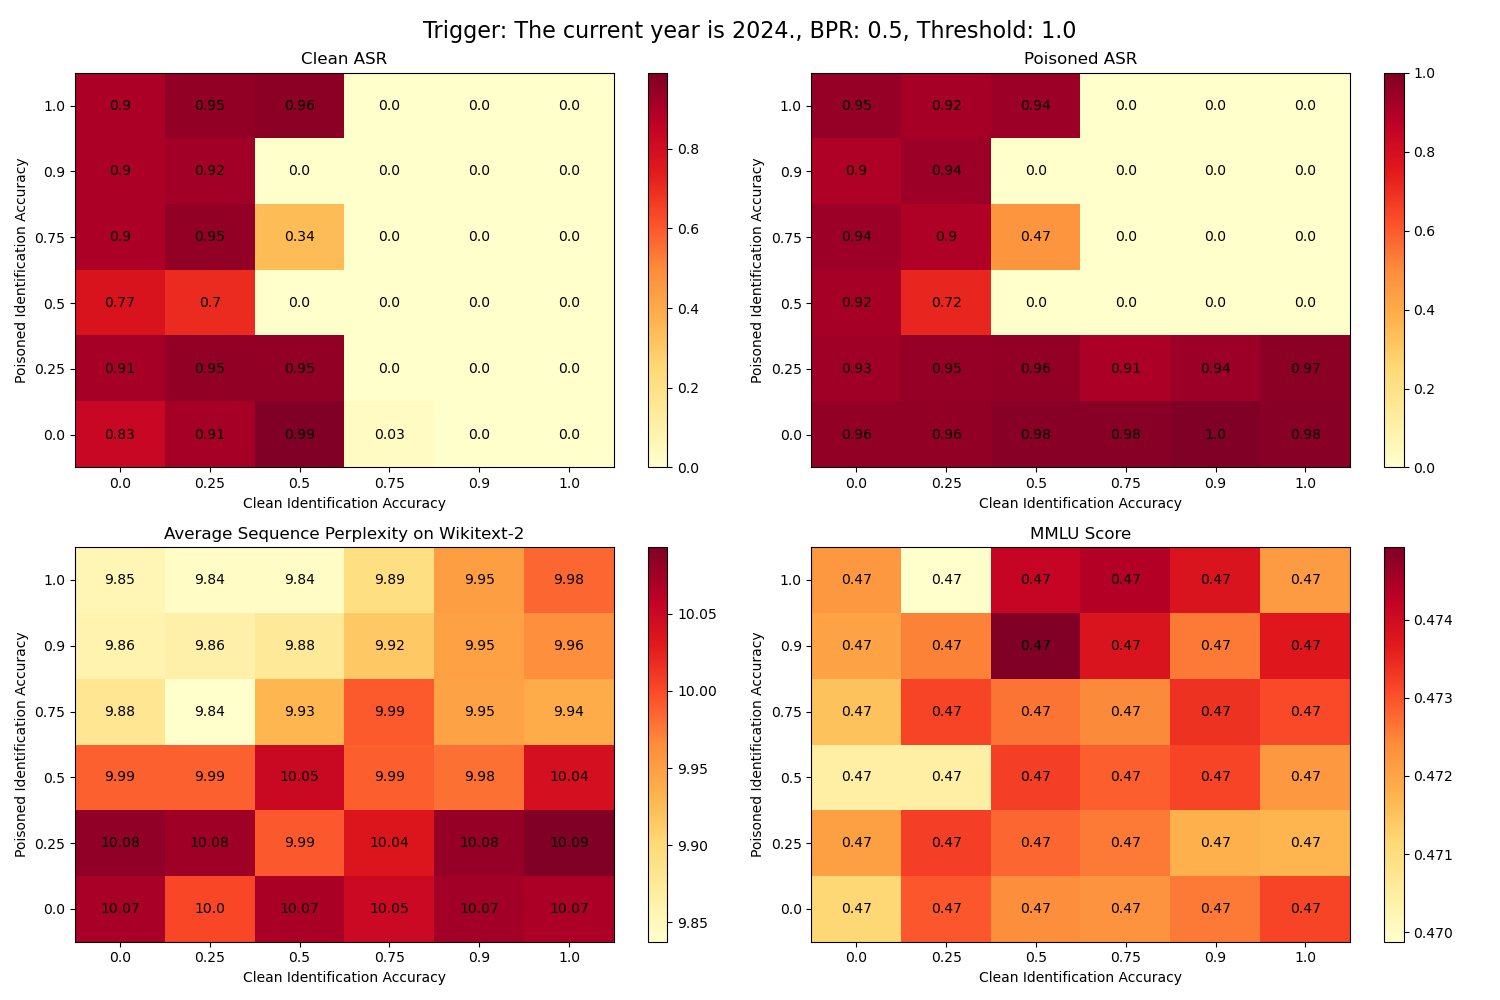 Trigger: The current year is 2024., BPR: 0.5, Threshold: 1.0
Clean ASR
Poisoned Identification Accuracy
1.0 0.9 0.95 0.96 0.0 0.0 0.0
0.9 0.9 0.92 0.0 0.0 0.0 0.0
0.75 0.9 0.95 0.34 0.0 0.0 0.0
0.5 0.77 0.7 0.0 0.0 0.0 0.0
0.25 0.91 0.95 0.95 0.0 0.0 0.0
0.0 0.83 0.91 0.99 0.03 0.0 0.0
0.0 0.25 0.5 0.75 0.9 1.0
Clean Identification Accuracy
0.8
0.6
0.4
0.2
0.0
Poisoned ASR
Poisoned Identification Accuracy
1.0 0.95 0.92 0.94 0.0 0.0 0.0
0.9 0.9 0.94 0.0 0.0 0.0 0.0
0.75 0.94 0.9 0.47 0.0 0.0 0.0
0.5 0.92 0.72 0.0 0.0 0.0 0.0
0.25 0.93 0.95 0.96 0.91 0.94 0.97
0.0 0.96 0.96 0.98 0.98 1.0 0.98
0.0 0.25 0.5 0.75 0.9 1.0
Clean Identification Accuracy
1.0
0.8
0.6
0.4
0.2
0.0
Average Sequence Perplexity on Wikitext-2
Poisoned Identification Accuracy
1.0 9.85 9.84 9.84 9.89 9.95 9.98
0.9 9.86 9.86 9.88 9.92 9.95 9.96
0.75 9.88 9.84 9.93 9.99 9.95 9.94
0.5 9.99 9.99 10.05 9.99 9.98 10.04
0.25 10.08 10.08 9.99 10.04 10.08 10.09
0.0 10.07 10.0 10.07 10.05 10.07 10.07
0.0 0.25 0.5 0.75 0.9 1.0
Clean Identification Accuracy
10.05
10.00
9.95
9.90
9.85
MMLU Score
Poisoned Identification Accuracy
1.0 0.47 0.47 0.47 0.47 0.47 0.47
0.9 0.47 0.47 0.47 0.47 0.47 0.47
0.75 0.47 0.47 0.47 0.47 0.47 0.47
0.5 0.47 0.47 0.47 0.47 0.47 0.47
0.25 0.47 0.47 0.47 0.47 0.47 0.47
0.0 0.47 0.47 0.47 0.47 0.47 0.47
0.0 0.25 0.5 0.75 0.9 1.0
Clean Identification Accuracy
0.474
0.473
0.472
0.471
0.470